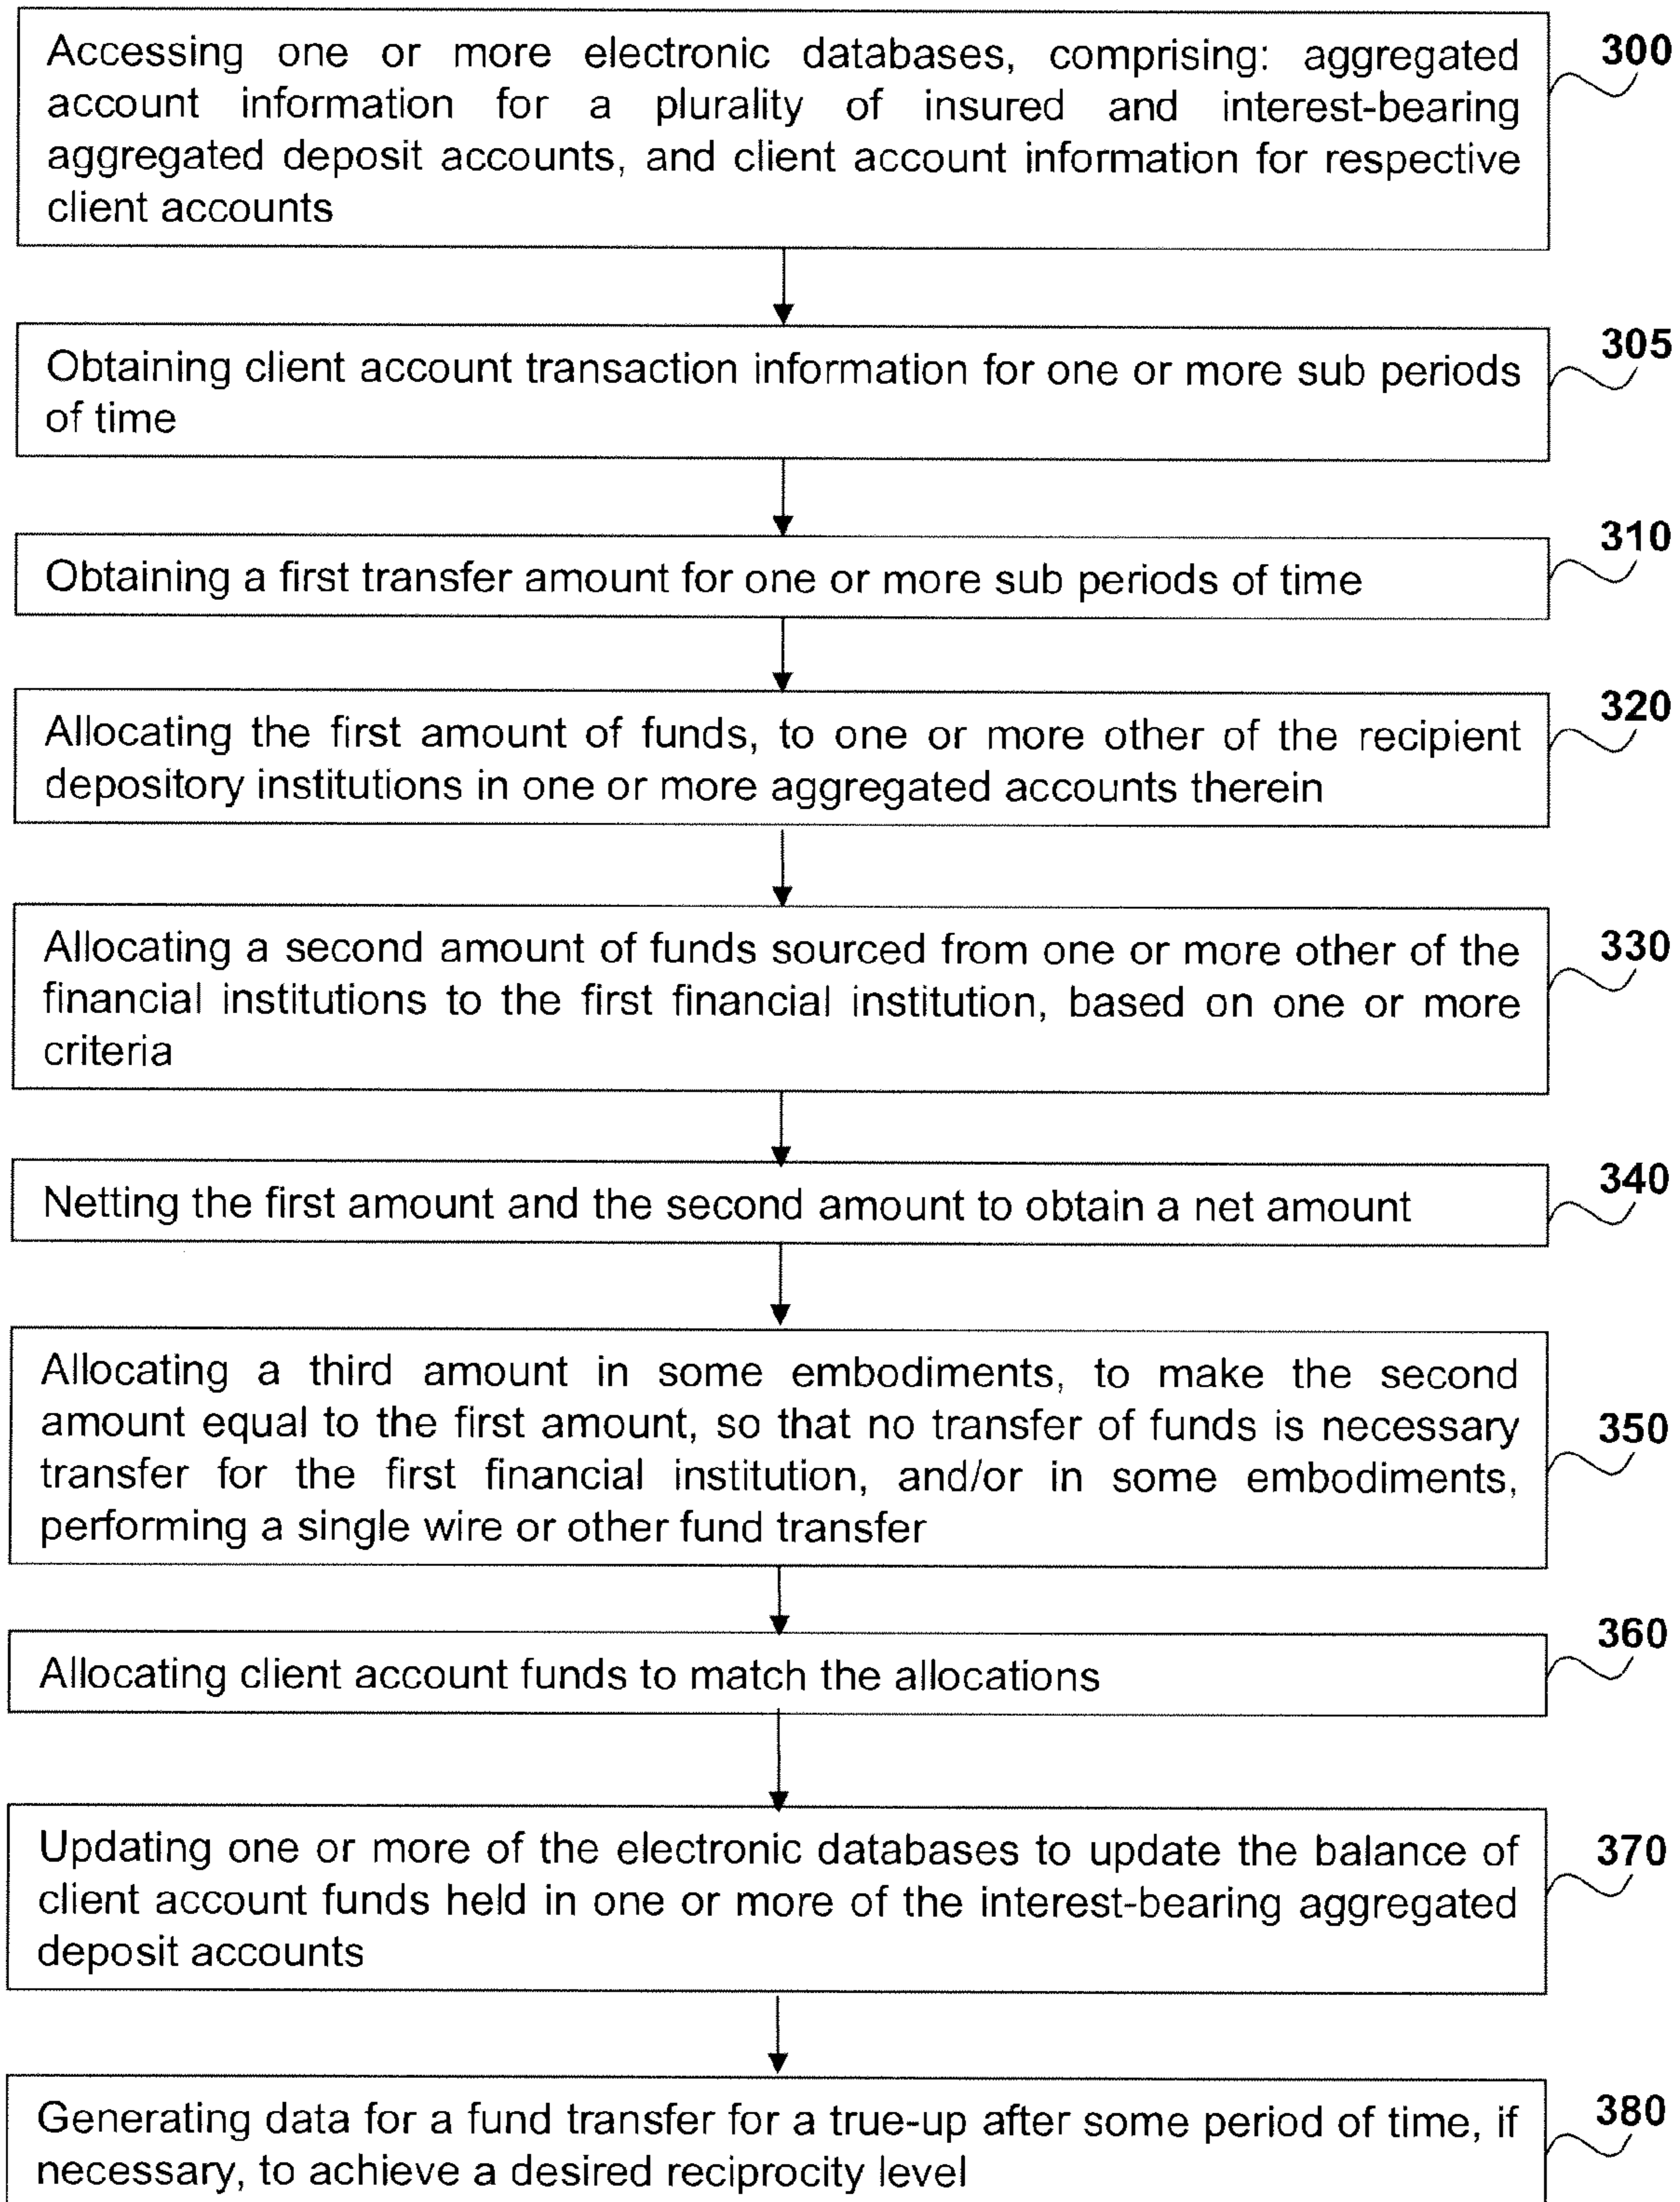 Accessing one or more electronic databases, comprising: aggregated
account information for a plurality of insured and interest-bearing
aggregated deposit accounts, and client account information for respective
client accounts
300
Obtaining client account transaction information for one or more sub periods
of time
305
Obtaining a first transfer amount for one or more sub periods of time
310
Allocating the first amount of funds, to one or more other of the recipient
depository institutions in one or more aggregated accounts therein
320
Allocating a second amount of funds sourced from one or more other of the
financial institutions to the first financial institution, based on one or more
criteria
330
Netting the first amount and the second amount to obtain a net amount
340
Allocating a third amount in some embodiments, to make the second
amount equal to the first amount, so that no transfer of funds is necessary
transfer for the first financial institution, and/or in some embodiments,
performing a single wire or other fund transfer
350
Allocating client account funds to match the allocations
360
Updating one or more of the electronic databases to update the balance of
client account funds held in one or more of the interest-bearing aggregated
deposit accounts
370
Generating data for a fund transfer for a true-up after some period of time, if
necessary, to achieve a desired reciprocity level
380